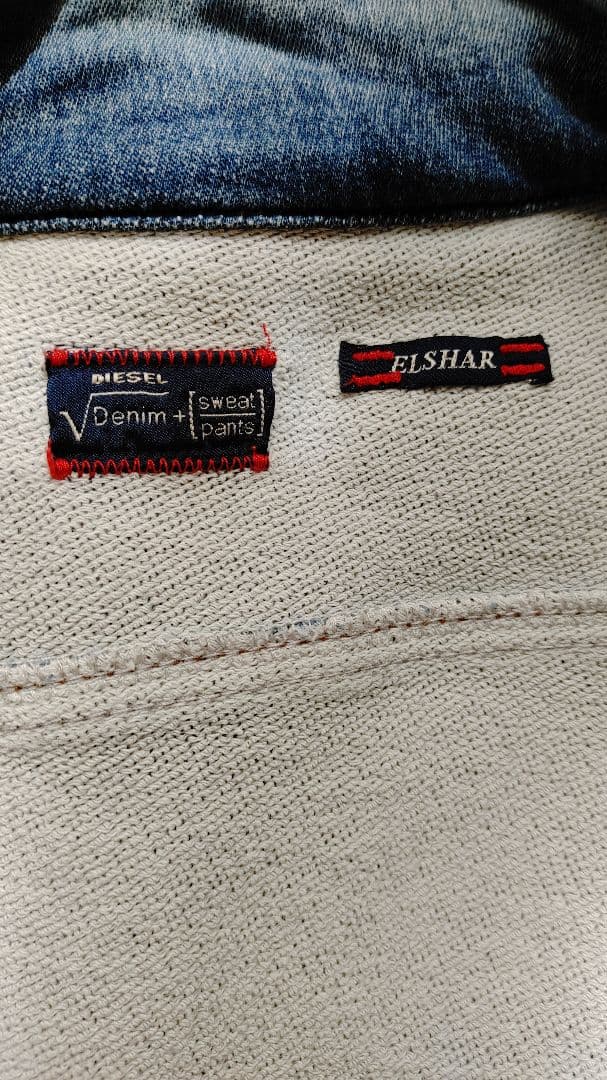 DIESEL
√Denim + [sweat
pants]
ELSHAR